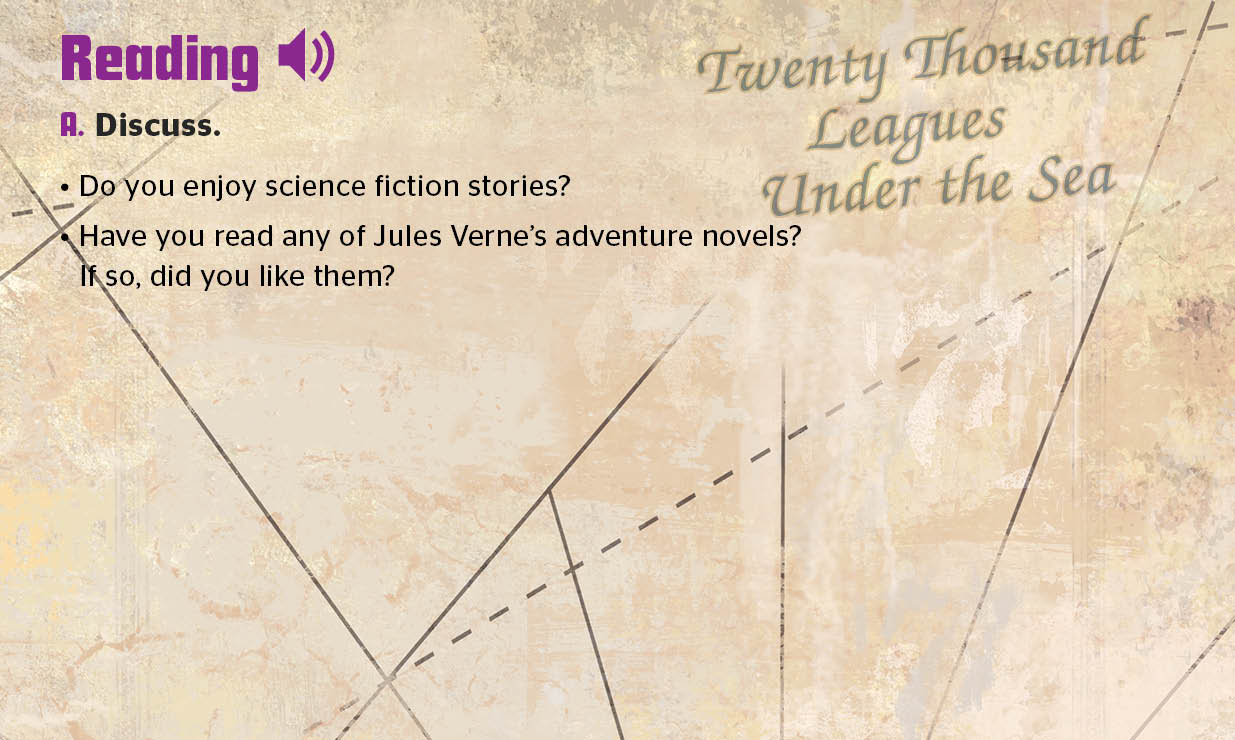 Reading
Twenty Thousand
Leagues
Under the Sea
A. Discuss.
• Do you enjoy science fiction stories?
• Have you read any of Jules Verne’s adventure novels?
If so, did you like them?